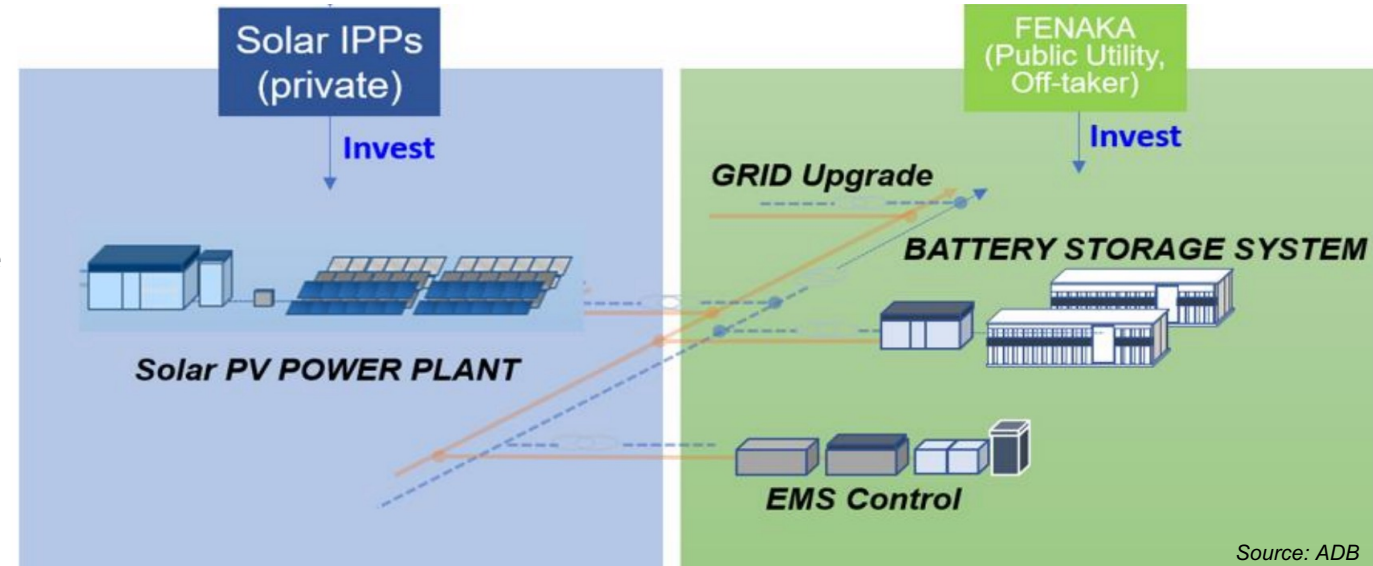 Solar IPPs
(private)
Invest
Solar PV POWER PLANT
FENAKA
(Public Utility,
Off-taker)
Invest
GRID Upgrade
BATTERY STORAGE SYSTEM
EMS Control
Source: ADB